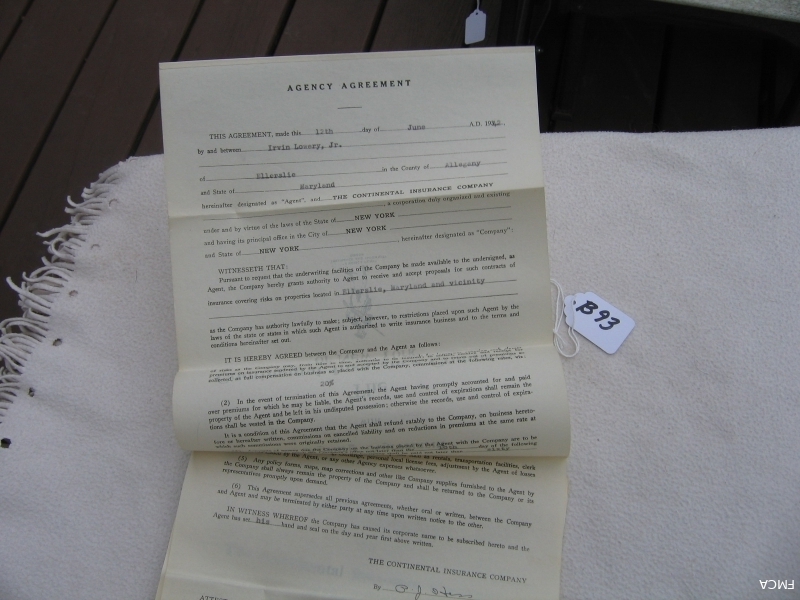 AGENCY AGREEMENT
THIS AGREEMENT, made this 12th day of June A.D. 19
by and between Irvin Lowery, Jr.
of Ellerslie in the County of Allegany
and State of Maryland
hereinafter designated as "Agent", and THE CONTINENTAL INSURANCE COMPANY
, a corporation duly organized and existing
under and by virtue of the laws of the State of NEW YORK
and having its principal office in the City of NEW YORK
and State of NEW YORK , hereinafter designated as "Company":
WITNESSETH THAT:
Pursuant to request that the underwriting facilities of the Company be made available to the undersigned, as
Agent, the Company hereby grants authority to Agent to receive and accept proposals for such contracts of
insurance covering risks on properties located in Ellerslie, Maryland and vicinity
as the Company has authority lawfully to make; subject, however, to restrictions placed upon such Agent by the
laws of the state or states in which such Agent is authorized to write insurance business and to the terms and
conditions hereinafter set out.
IT IS HEREBY AGREED between the Company and the Agent as follows:
20%
(2) In the event of termination of this Agreement, the Agent having promptly accounted for and paid
over premiums for which he may be liable, the Agent's records, use and control of expirations shall remain the
property of the Agent and be left in his undisputed possession; otherwise the records, use and control of expira-
tions shall be vested in the Company.
It is a condition of this Agreement that the Agent shall refund ratably to the Company, on business hereto-
fore or hereafter written, commissions on cancelled liability and on reductions in premiums at the same rate at
which such commissions were originally retained.
(5) Any policy forms, maps, map corrections and other like Company supplies furnished to the Agent by
the Company shall always remain the property of the Company and shall be returned to the Company or its
representatives promptly upon demand.
(6) This Agreement supersedes all previous agreements, whether oral or written, between the Company
and Agent and may be terminated by either party at any time upon written notice to the other.
IN WITNESS WHEREOF the Company has caused its corporate name to be subscribed hereto and the
Agent has set his hand and seal on the day and year first above written.
THE CONTINENTAL INSURANCE COMPANY
By P J Hess
B93
FMCA